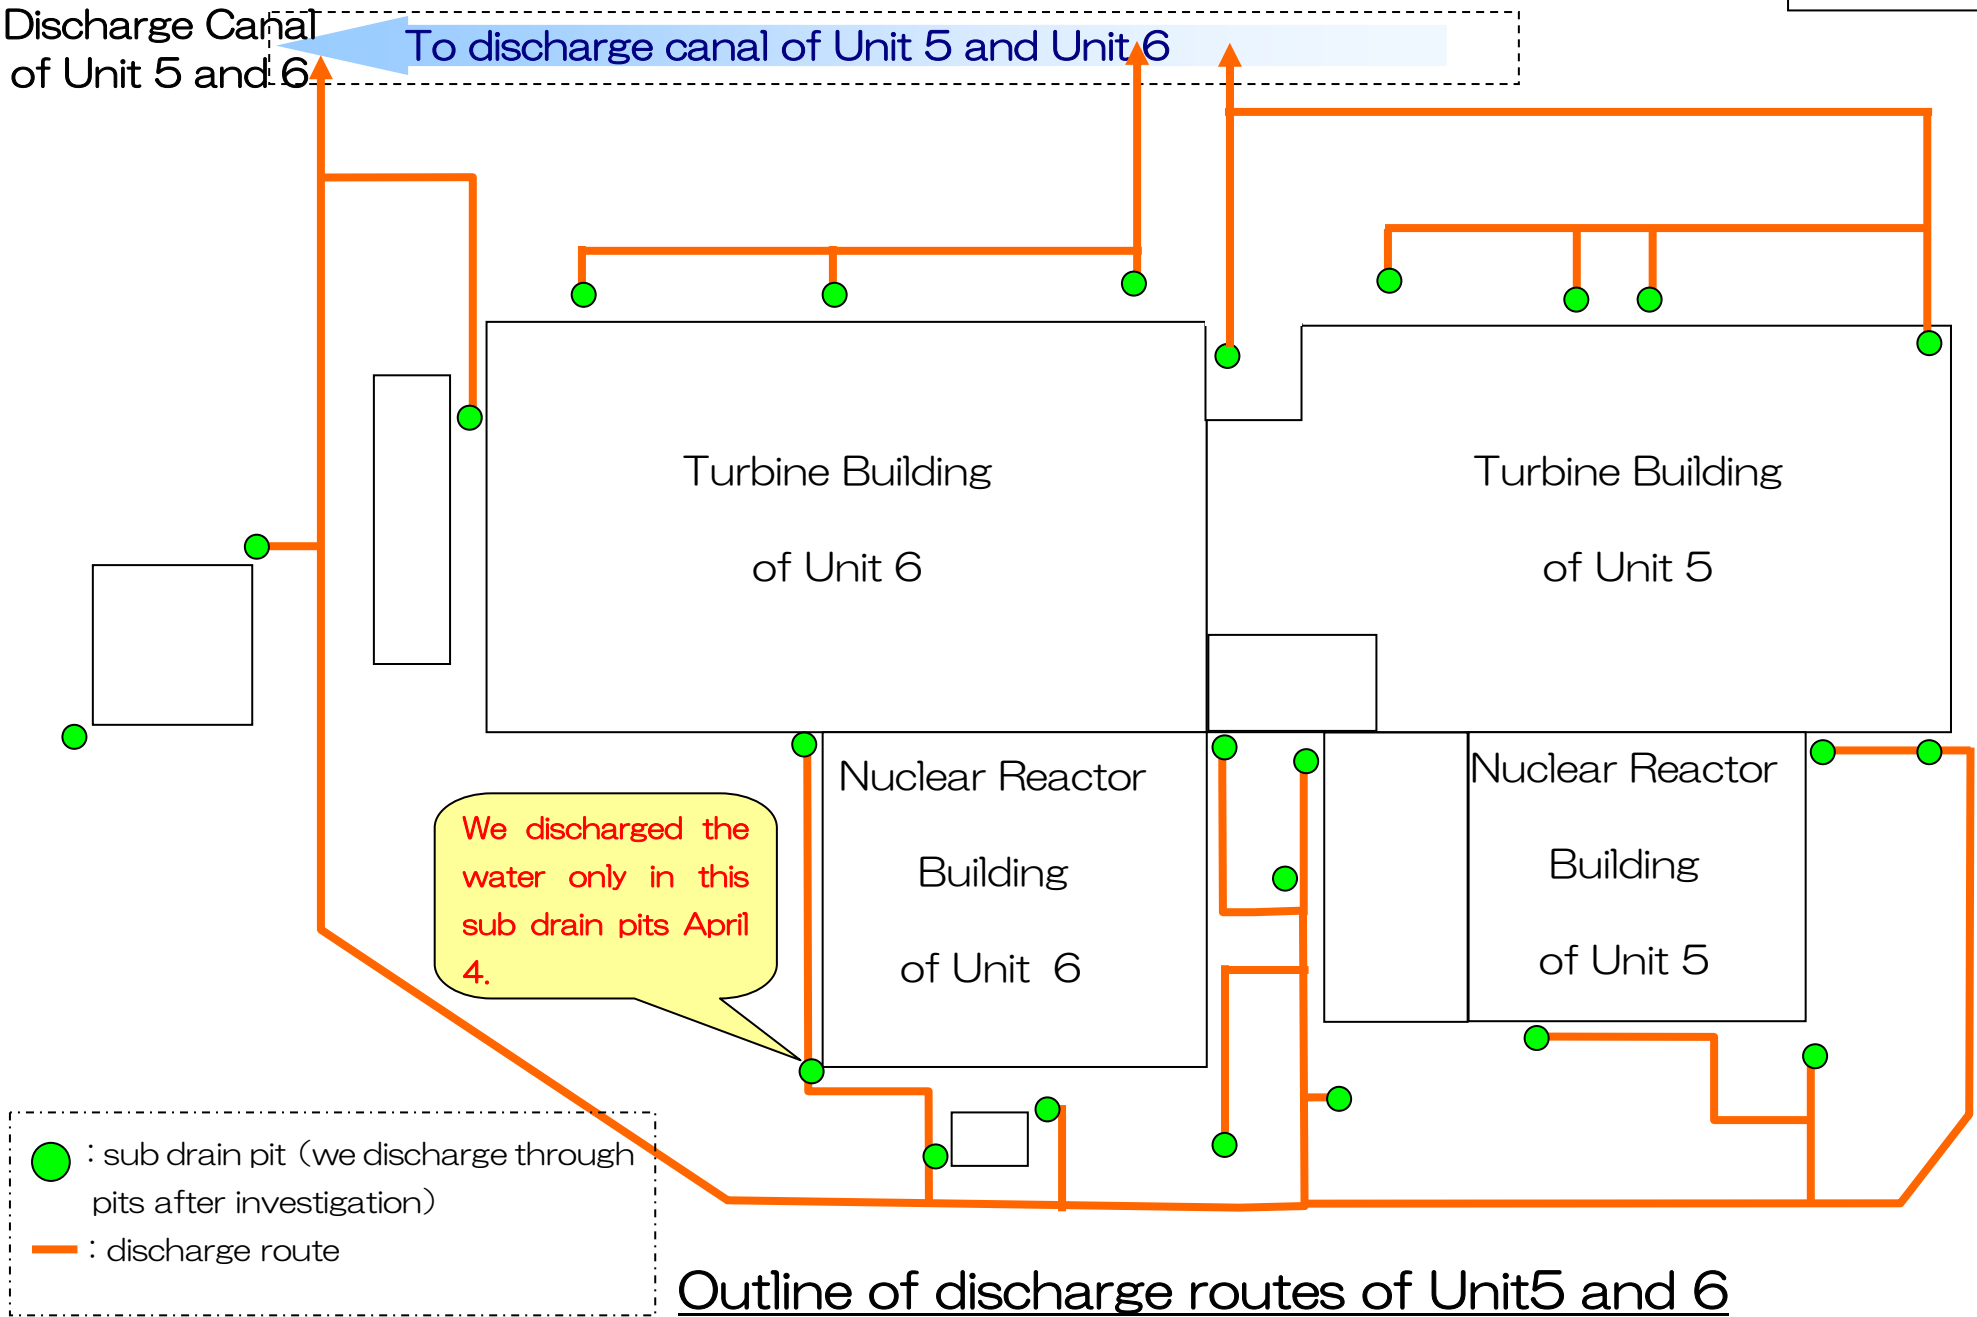 Discharge Canal
of Unit 5 and 6
To discharge canal of Unit 5 and Unit 6
Turbine Building
of Unit 6
Turbine Building
of Unit 5
Nuclear Reactor
Building
of Unit 6
Nuclear Reactor
Building
of Unit 5
We discharged the
water only in this
sub drain pits April
4.
: sub drain pit (we discharge through
pits after investigation)
: discharge route
Outline of discharge routes of Unit5 and 6